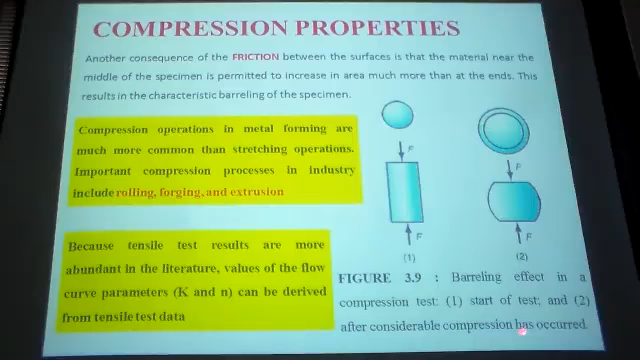 COMPRESSION PROPERTIES
Another consequence of the FRICTION between the surfaces is that the material near the
middle of the specimen is permitted to increase in area much more than at the ends. This
results in the characteristic barreling of the specimen.
Compression operations in metal forming are
much more common than stretching operations.
Important compression processes in industry
include rolling, forging, and extrusion
Because tensile test results are more
abundant in the literature, values of the flow
curve parameters (K and n) can be derived
from tensile test data
F
F
(1)
F
F
(2)
FIGURE 3.9 : Barreling effect in a
compression test: (1) start of test; and (2)
after considerable compression has occurred.